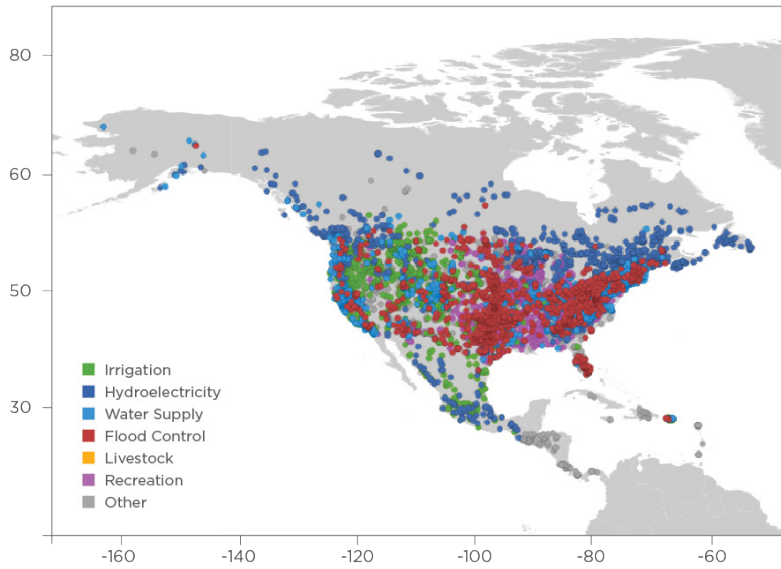 80
60
50
30
Irrigation
Hydroelectricity
Water Supply
Flood Control
Livestock
Recreation
Other
-160 -140 -120 -100 -80 -60